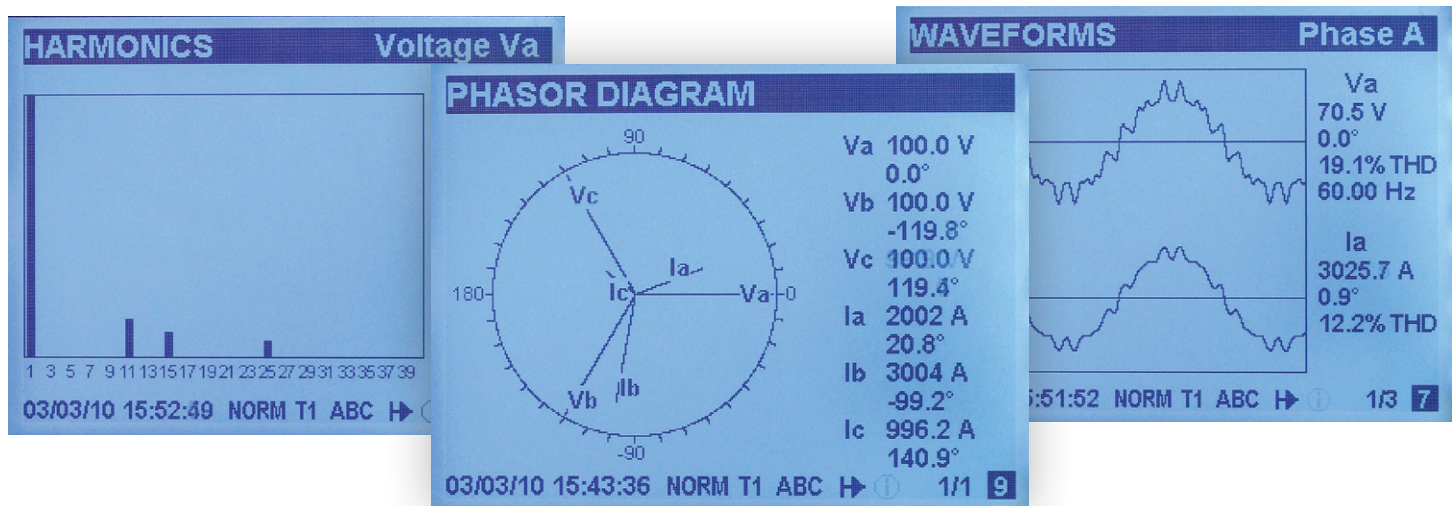 HARMONICS Voltage Va
1 3 5 7 9 11 13 15 17 19 21 23 25 27 29 31 33 35 37 39
03/03/10 15:52:49 NORM T1 ABC
PHASOR DIAGRAM
90
180
0
-90
Va
Vb
Vc
Ia
Ib
Ic
Va 100.0 V
0.0°
Vb 100.0 V
-119.8°
Vc 100.0 V
119.4°
Ia 2002 A
20.8°
Ib 3004 A
-99.2°
Ic 996.2 A
140.9°
03/03/10 15:43:36 NORM T1 ABC 1/1 9
WAVEFORMS Phase A
Va
70.5 V
0.0°
19.1% THD
60.00 Hz
Ia
3025.7 A
0.9°
12.2% THD
:51:52 NORM T1 ABC 1/3 7